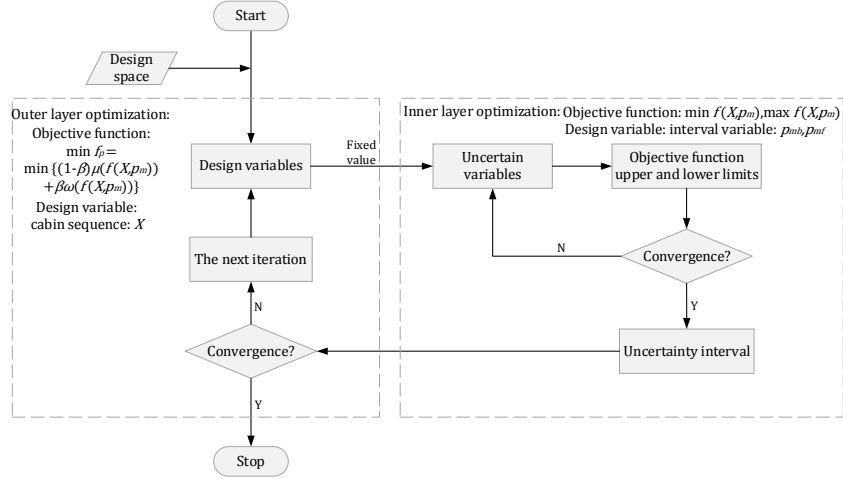 Start
Design
space
Outer layer optimization:
Objective function:
min fₚ=
min {(1-β)μ(f(X,pₘ))
+βω(f(X,pₘ))}
Design variable:
cabin sequence: X
Design variables
The next iteration
N
Convergence?
Y
Stop
Fixed
value
Inner layer optimization: Objective function: min f(X,pₘ),max f(X,pₘ)
Design variable: interval variable: pₘb,pₘf
Uncertain
variables
Objective function
upper and lower limits
N
Convergence?
Y
Uncertainty interval